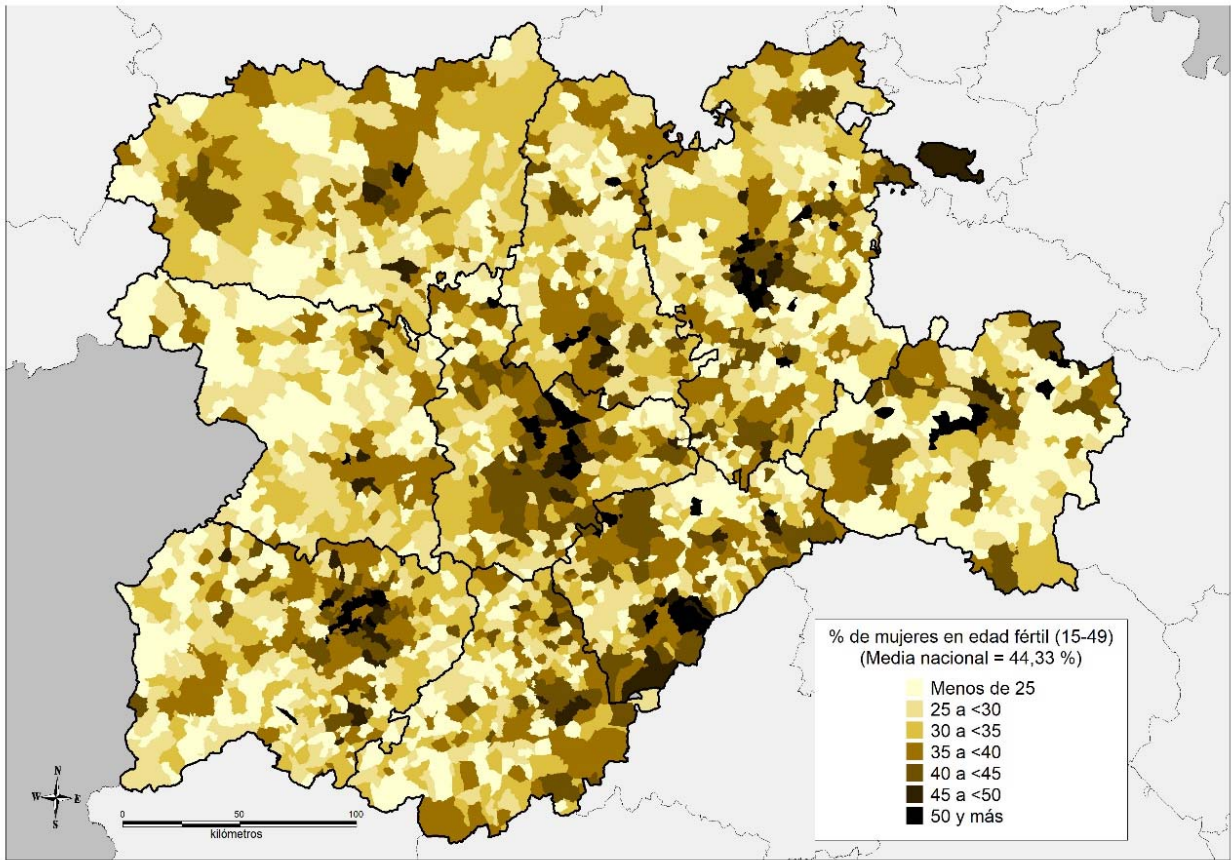 % de mujeres en edad fértil (15-49)
(Media nacional = 44,33 %)
Menos de 25
25 a <30
30 a <35
35 a <40
40 a <45
45 a <50
50 y más
N
W E
S
0 50 100
kilómetros